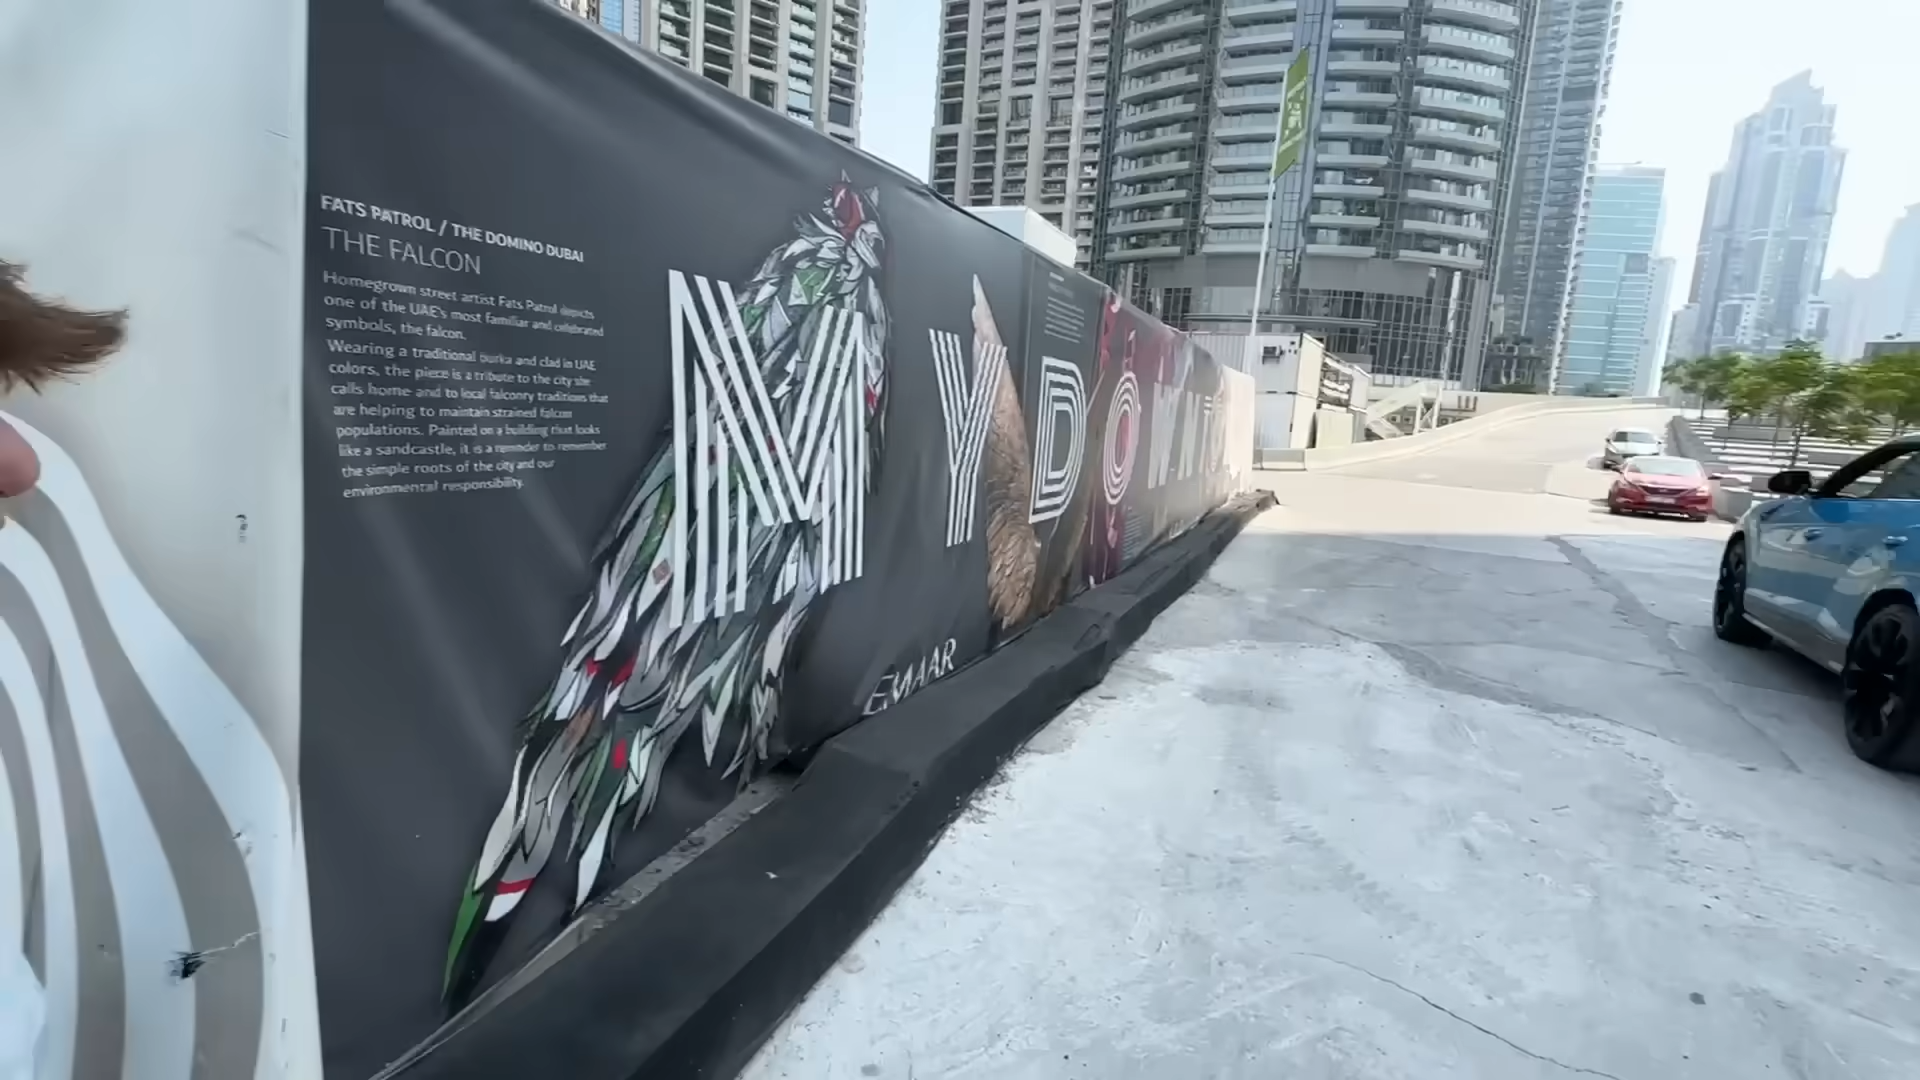 FATS PATROL / THE DOMINO DUBAI
THE FALCON
Homegrown street artist Fats Patrol depicts
one of the UAE's most familiar and celebrated
symbols, the falcon.
Wearing a traditional burka and clad in UAE
colors, the piece is a tribute to the city she
calls home and to local falconry traditions that
are helping to maintain strained falcon
populations. Painted on a building that looks
like a sandcastle, it is a reminder to remember
the simple roots of the city and our
environmental responsibility.
MY DOWNTO
EMAAR